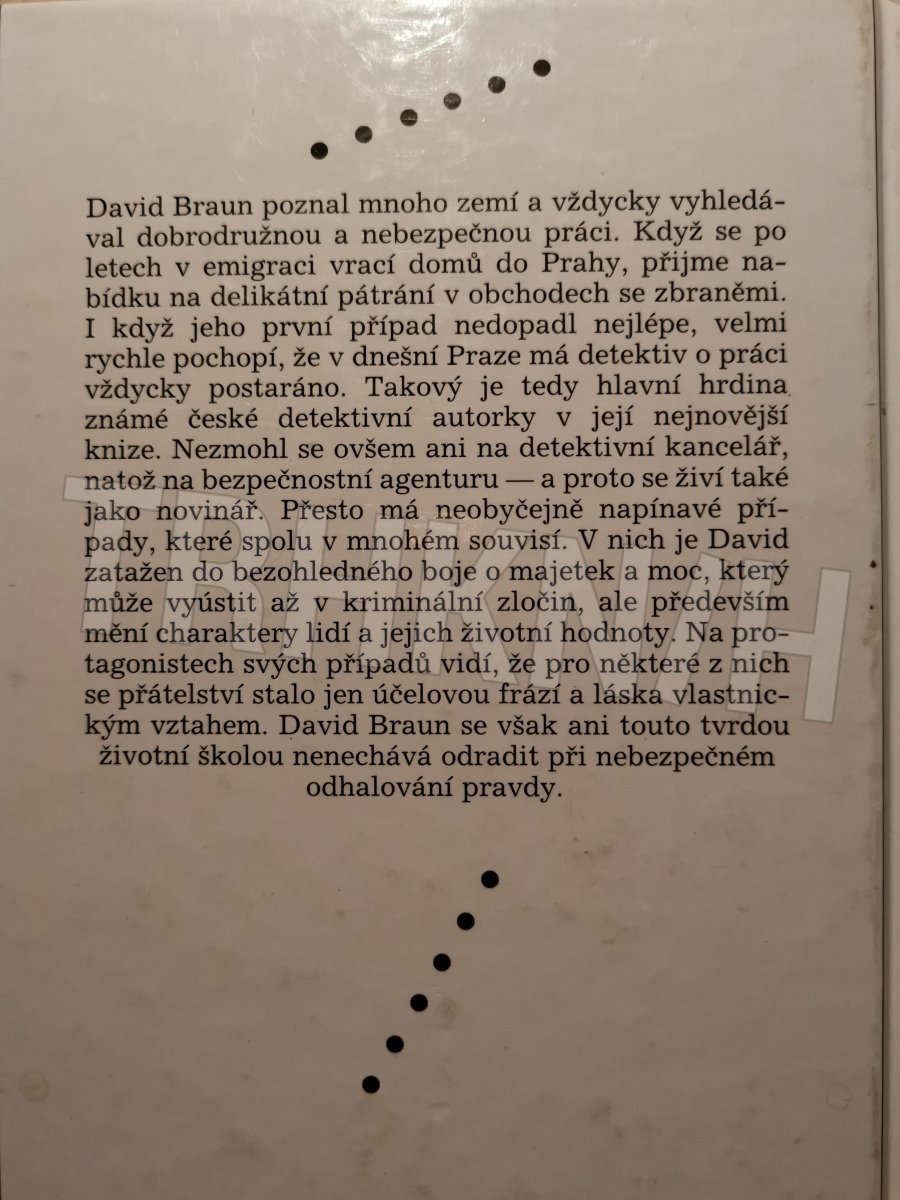 David Braun poznal mnoho zemí a vždycky vyhledá-
val dobrodružnou a nebezpečnou práci. Když se po
letech v emigraci vrací domů do Prahy, přijme na-
bídku na delikátní pátrání v obchodech se zbraněmi.
I když jeho první případ nedopadl nejlépe, velmi
rychle pochopí, že v dnešní Praze má detektiv o práci
vždycky postaráno. Takový je tedy hlavní hrdina
známé české detektivní autorky v její nejnovější
knize. Nezmohl se ovšem ani na detektivní kancelář,
natož na bezpečnostní agenturu — a proto se živí také
jako novinář. Přesto má neobyčejně napínavé pří-
pady, které spolu v mnohém souvisí. V nich je David
zatažen do bezohledného boje o majetek a moc, který
může vyústit až v kriminální zločin, ale především
mění charaktery lidí a jejich životní hodnoty. Na pro-
tagonistech svých případů vidí, že pro některé z nich
se přátelství stalo jen účelovou frází a láska vlastnic-
kým vztahem. David Braun se však ani touto tvrdou
životní školou nenechává odradit při nebezpečném
odhalování pravdy.
TRHKNIH